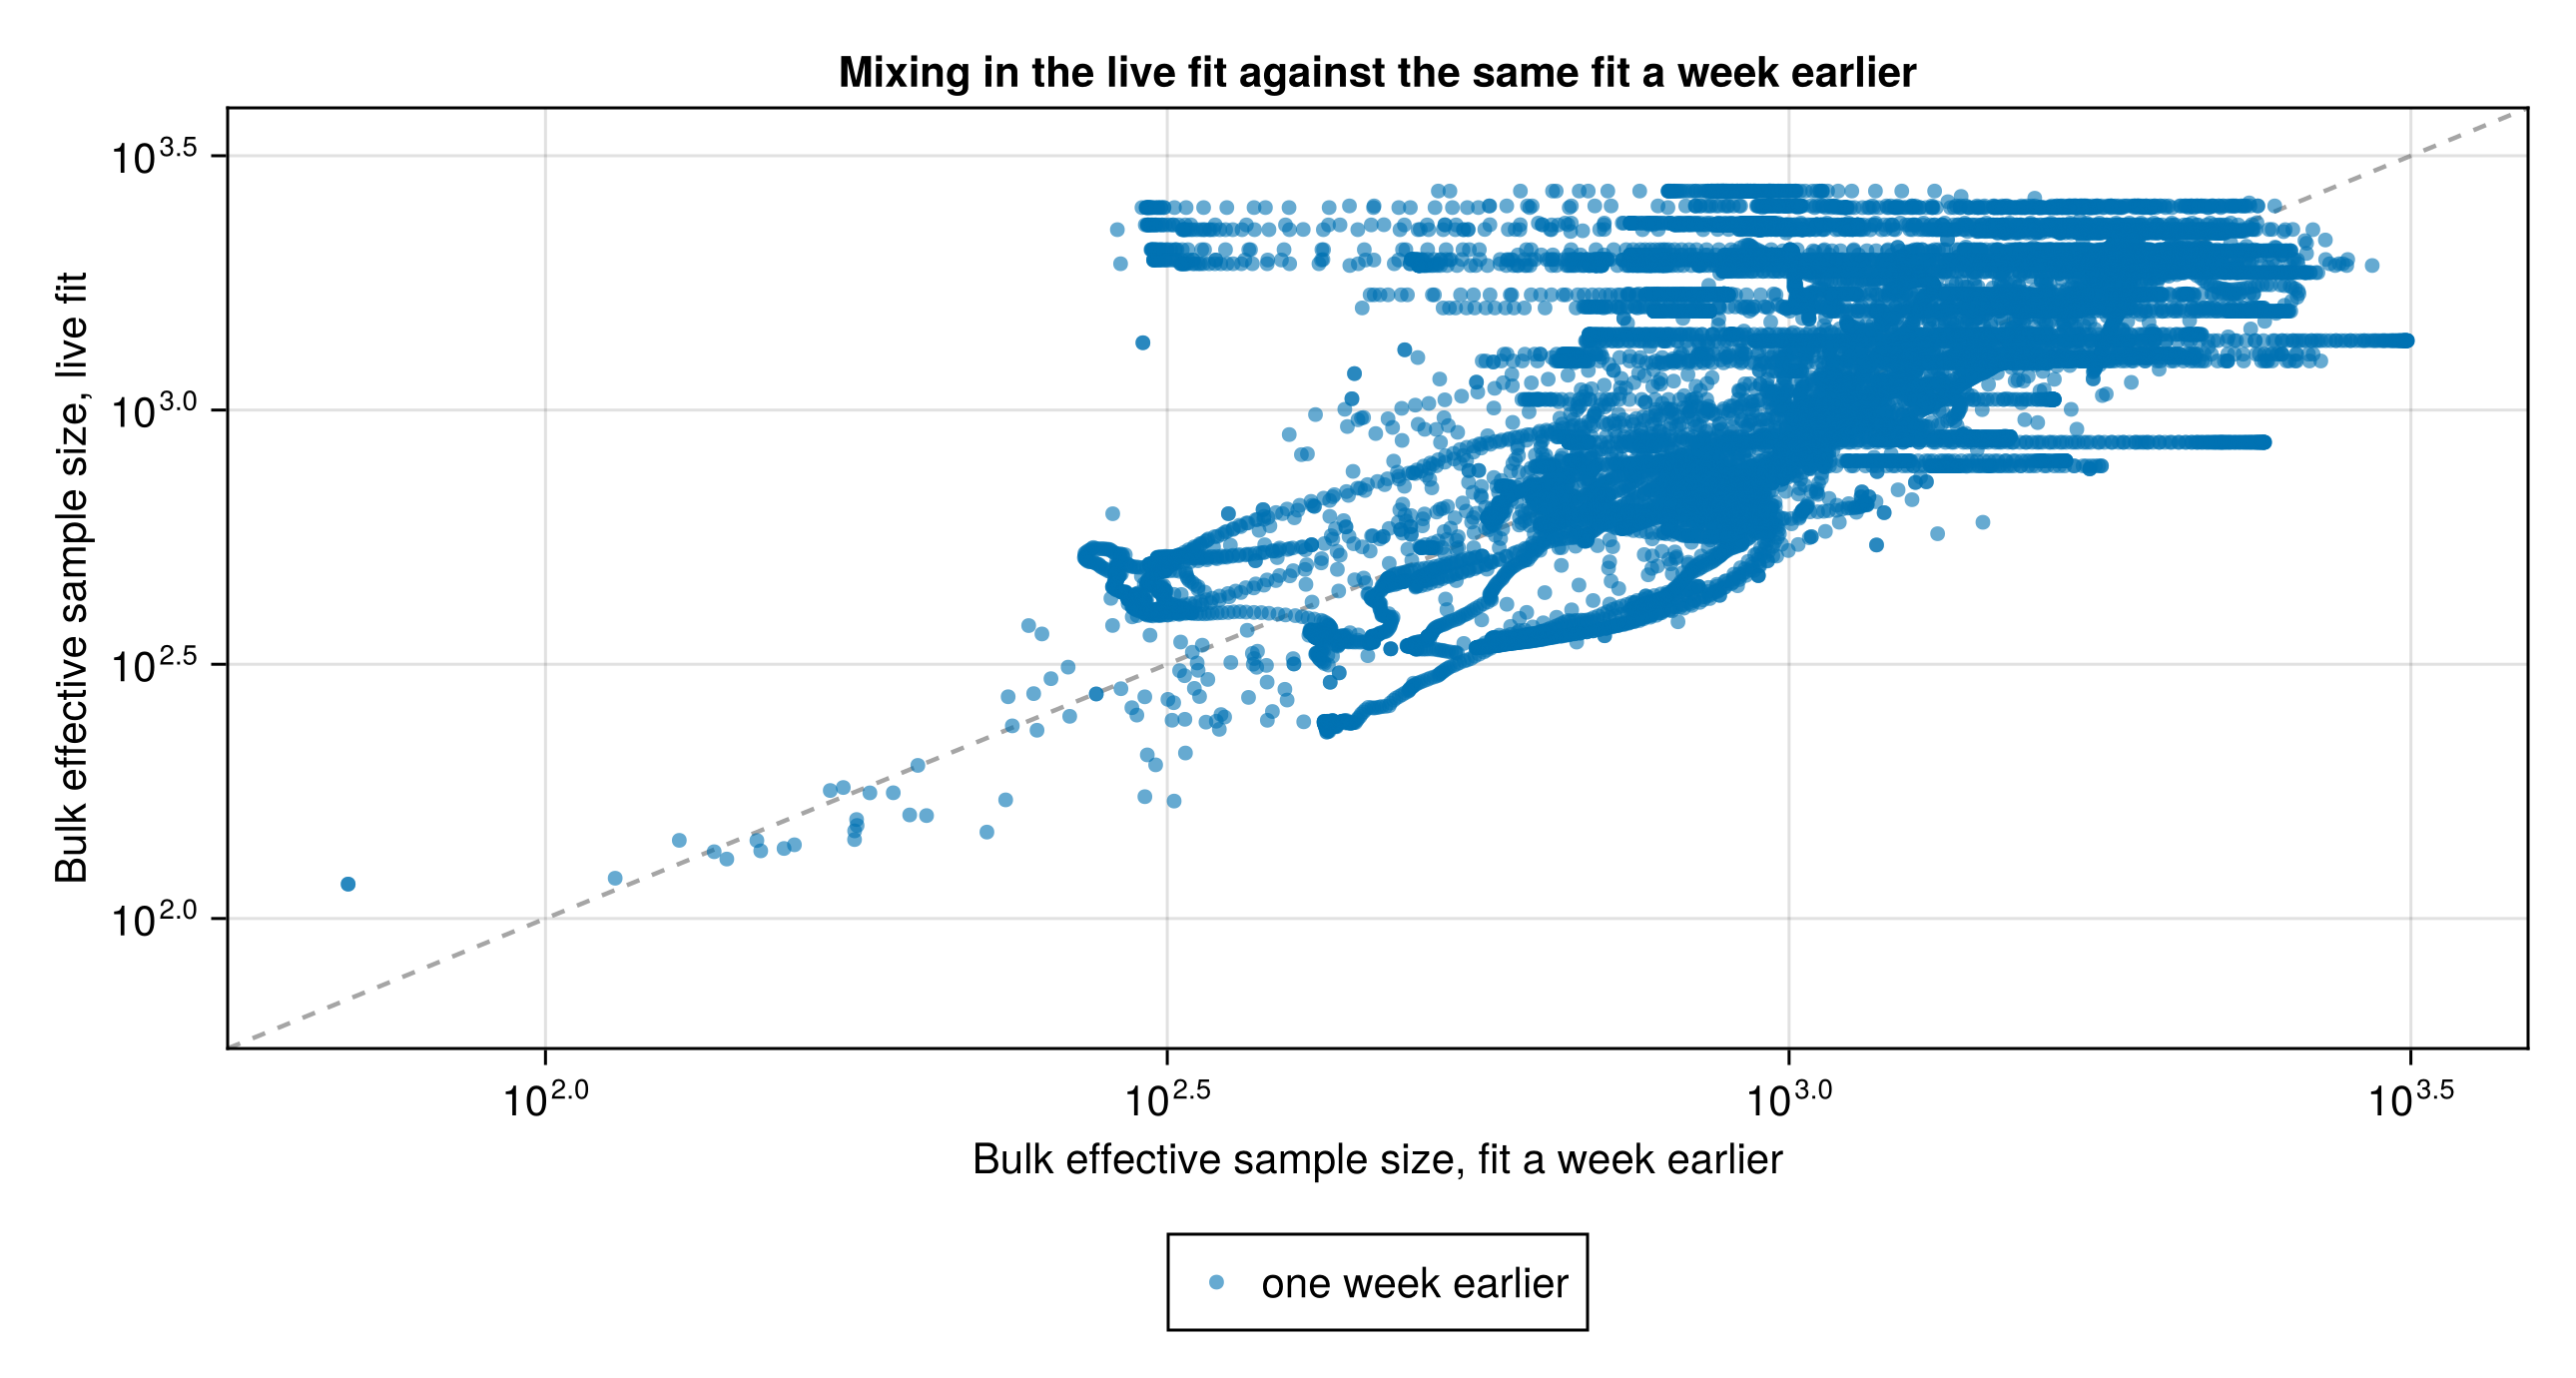 Mixing in the live fit against the same fit a week earlier
Bulk effective sample size, live fit
10^3.5
10^3.0
10^2.5
10^2.0
10^2.0 10^2.5 10^3.0 10^3.5
Bulk effective sample size, fit a week earlier
one week earlier